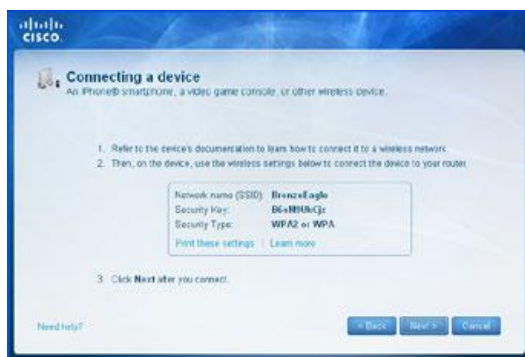 CISCO
Connecting a device
An iPhone® smartphone, a video game console, or other wireless device.
1. Refer to the device's documentation to learn how to connect it to a wireless network.
2. Then, on the device, use the wireless settings below to connect the device to your router.
Network name (SSID) BronzeEagle
Security Key:
Security Type: WPA2 or WPA
Print these settings | Learn more
3. Click Next after you connect.
Need help?
< Back Next > Cancel